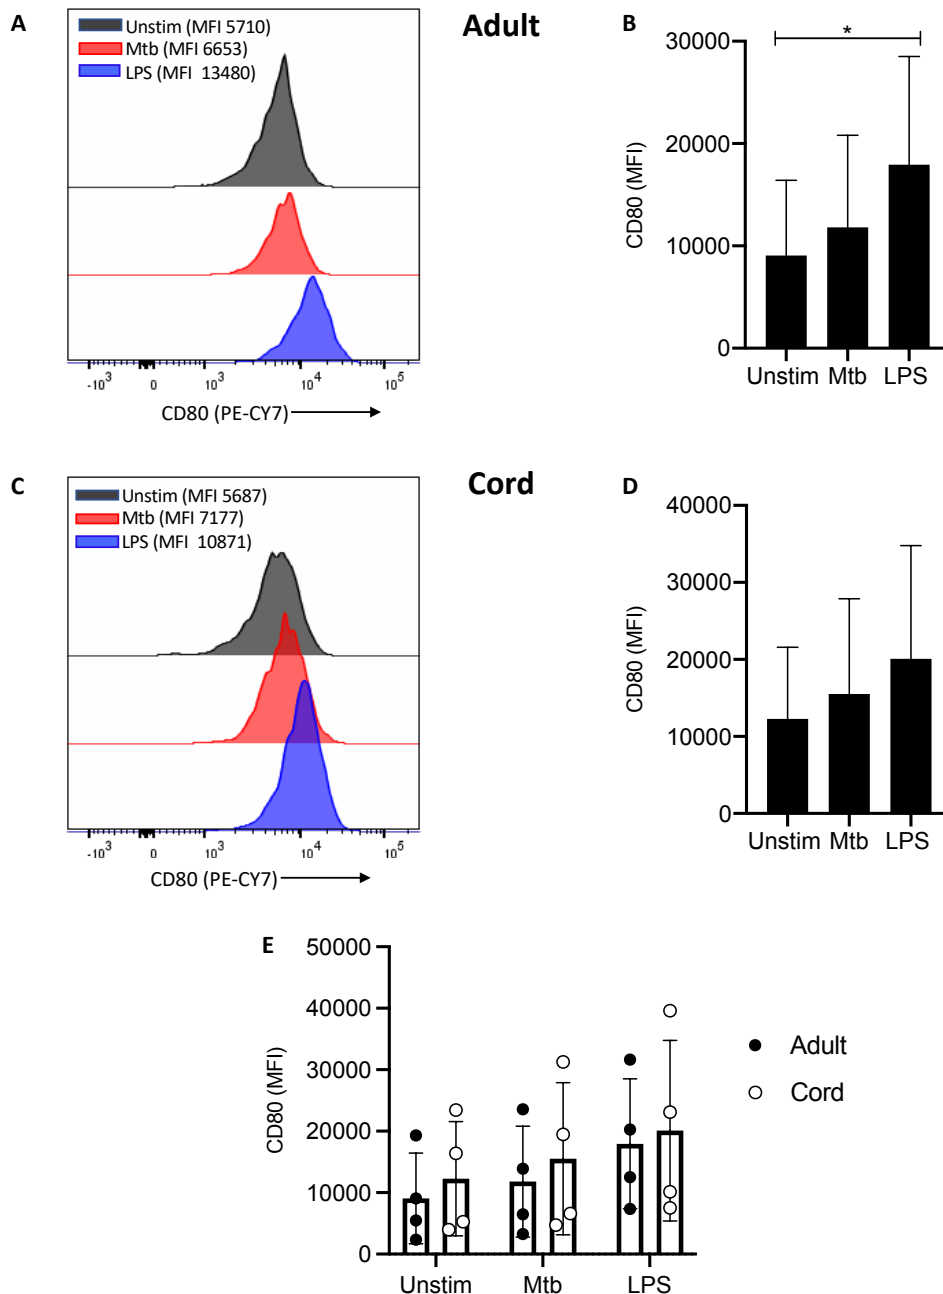 A
Adult
Unstim (MFI 5710)
Mtb (MFI 6653)
LPS (MFI  13480)
-10³ 0 10³ 10⁴ 10⁵
CD80 (PE-CY7)
B
*
30000
20000
10000
0
CD80 (MFI)
Unstim Mtb LPS
C
Cord
Unstim (MFI 5687)
Mtb (MFI 7177)
LPS (MFI  10871)
-10³ 0 10³ 10⁴ 10⁵
CD80 (PE-CY7)
D
40000
30000
20000
10000
0
CD80 (MFI)
Unstim Mtb LPS
E
50000
40000
30000
20000
10000
0
CD80 (MFI)
Unstim Mtb LPS
Adult
Cord